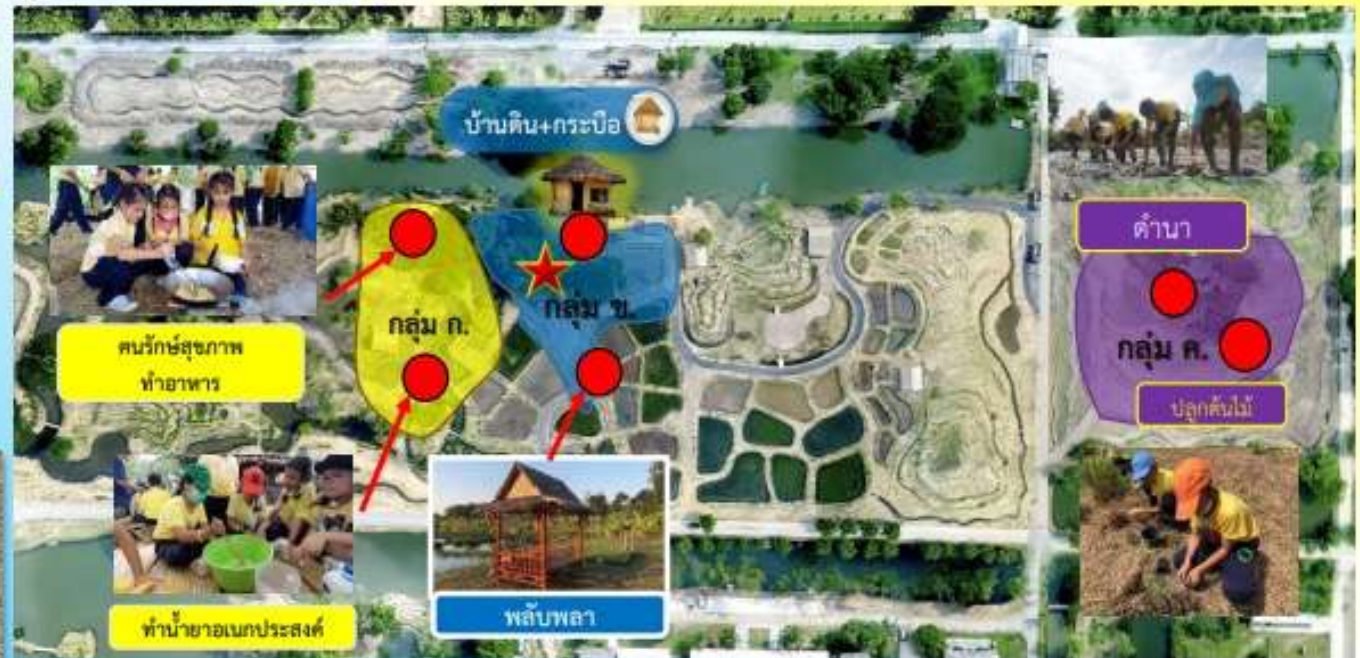 บ้านดิน+กระบือ
ดำนา
กลุ่ม ก.
กลุ่ม ข.
กลุ่ม ค.
คนรักษ์สุขภาพ
ทำอาหาร
ปลูกต้นไม้
ทำน้ำยาอเนกประสงค์
พลับพลา